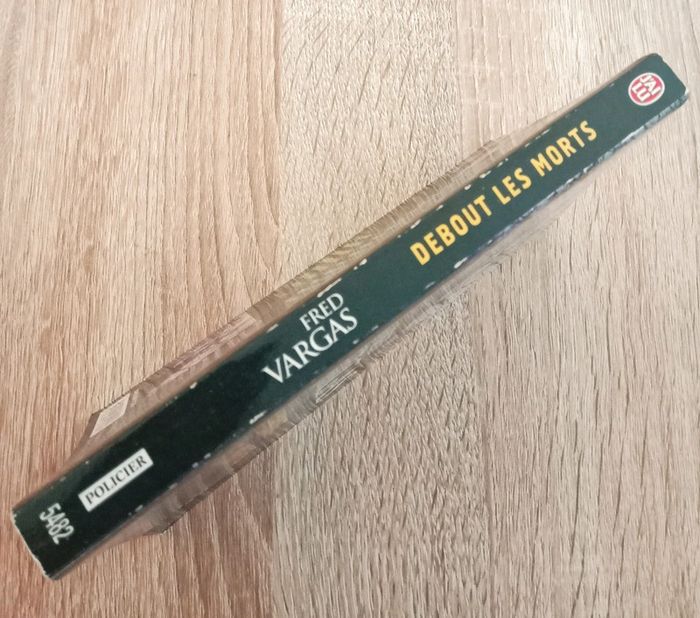 5482
POLICIER
FRED
VARGAS
DEBOUT LES MORTS
J'AI
LU